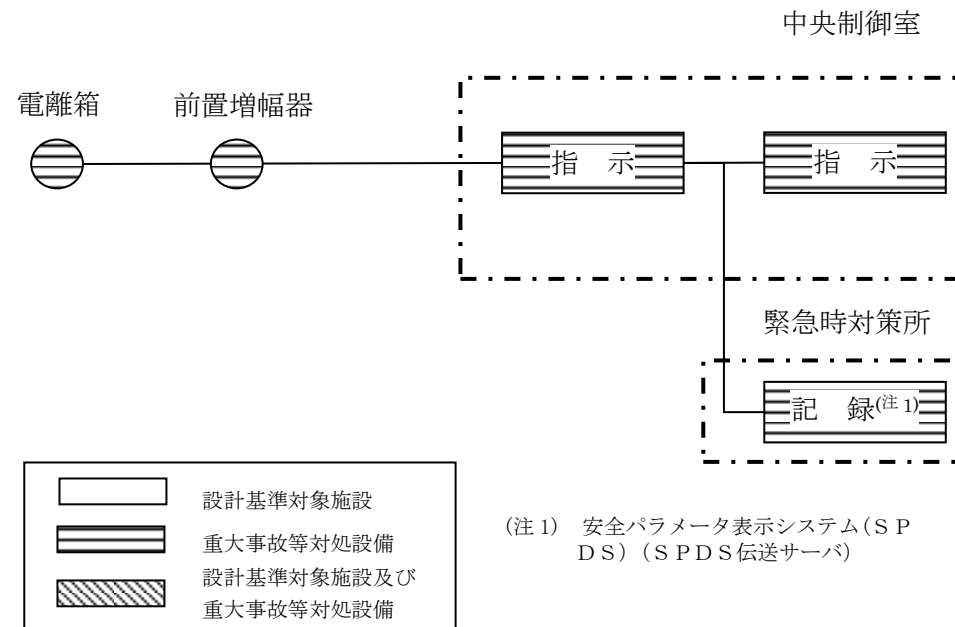 中央制御室
電離箱
前置増幅器
指　示
指　示
緊急時対策所
記　録(注1)
設計基準対象施設
重大事故等対処設備
設計基準対象施設及び
重大事故等対処設備
(注1)　安全パラメータ表示システム(ＳＰ
ＤＳ)(ＳＰＤＳ伝送サーバ)